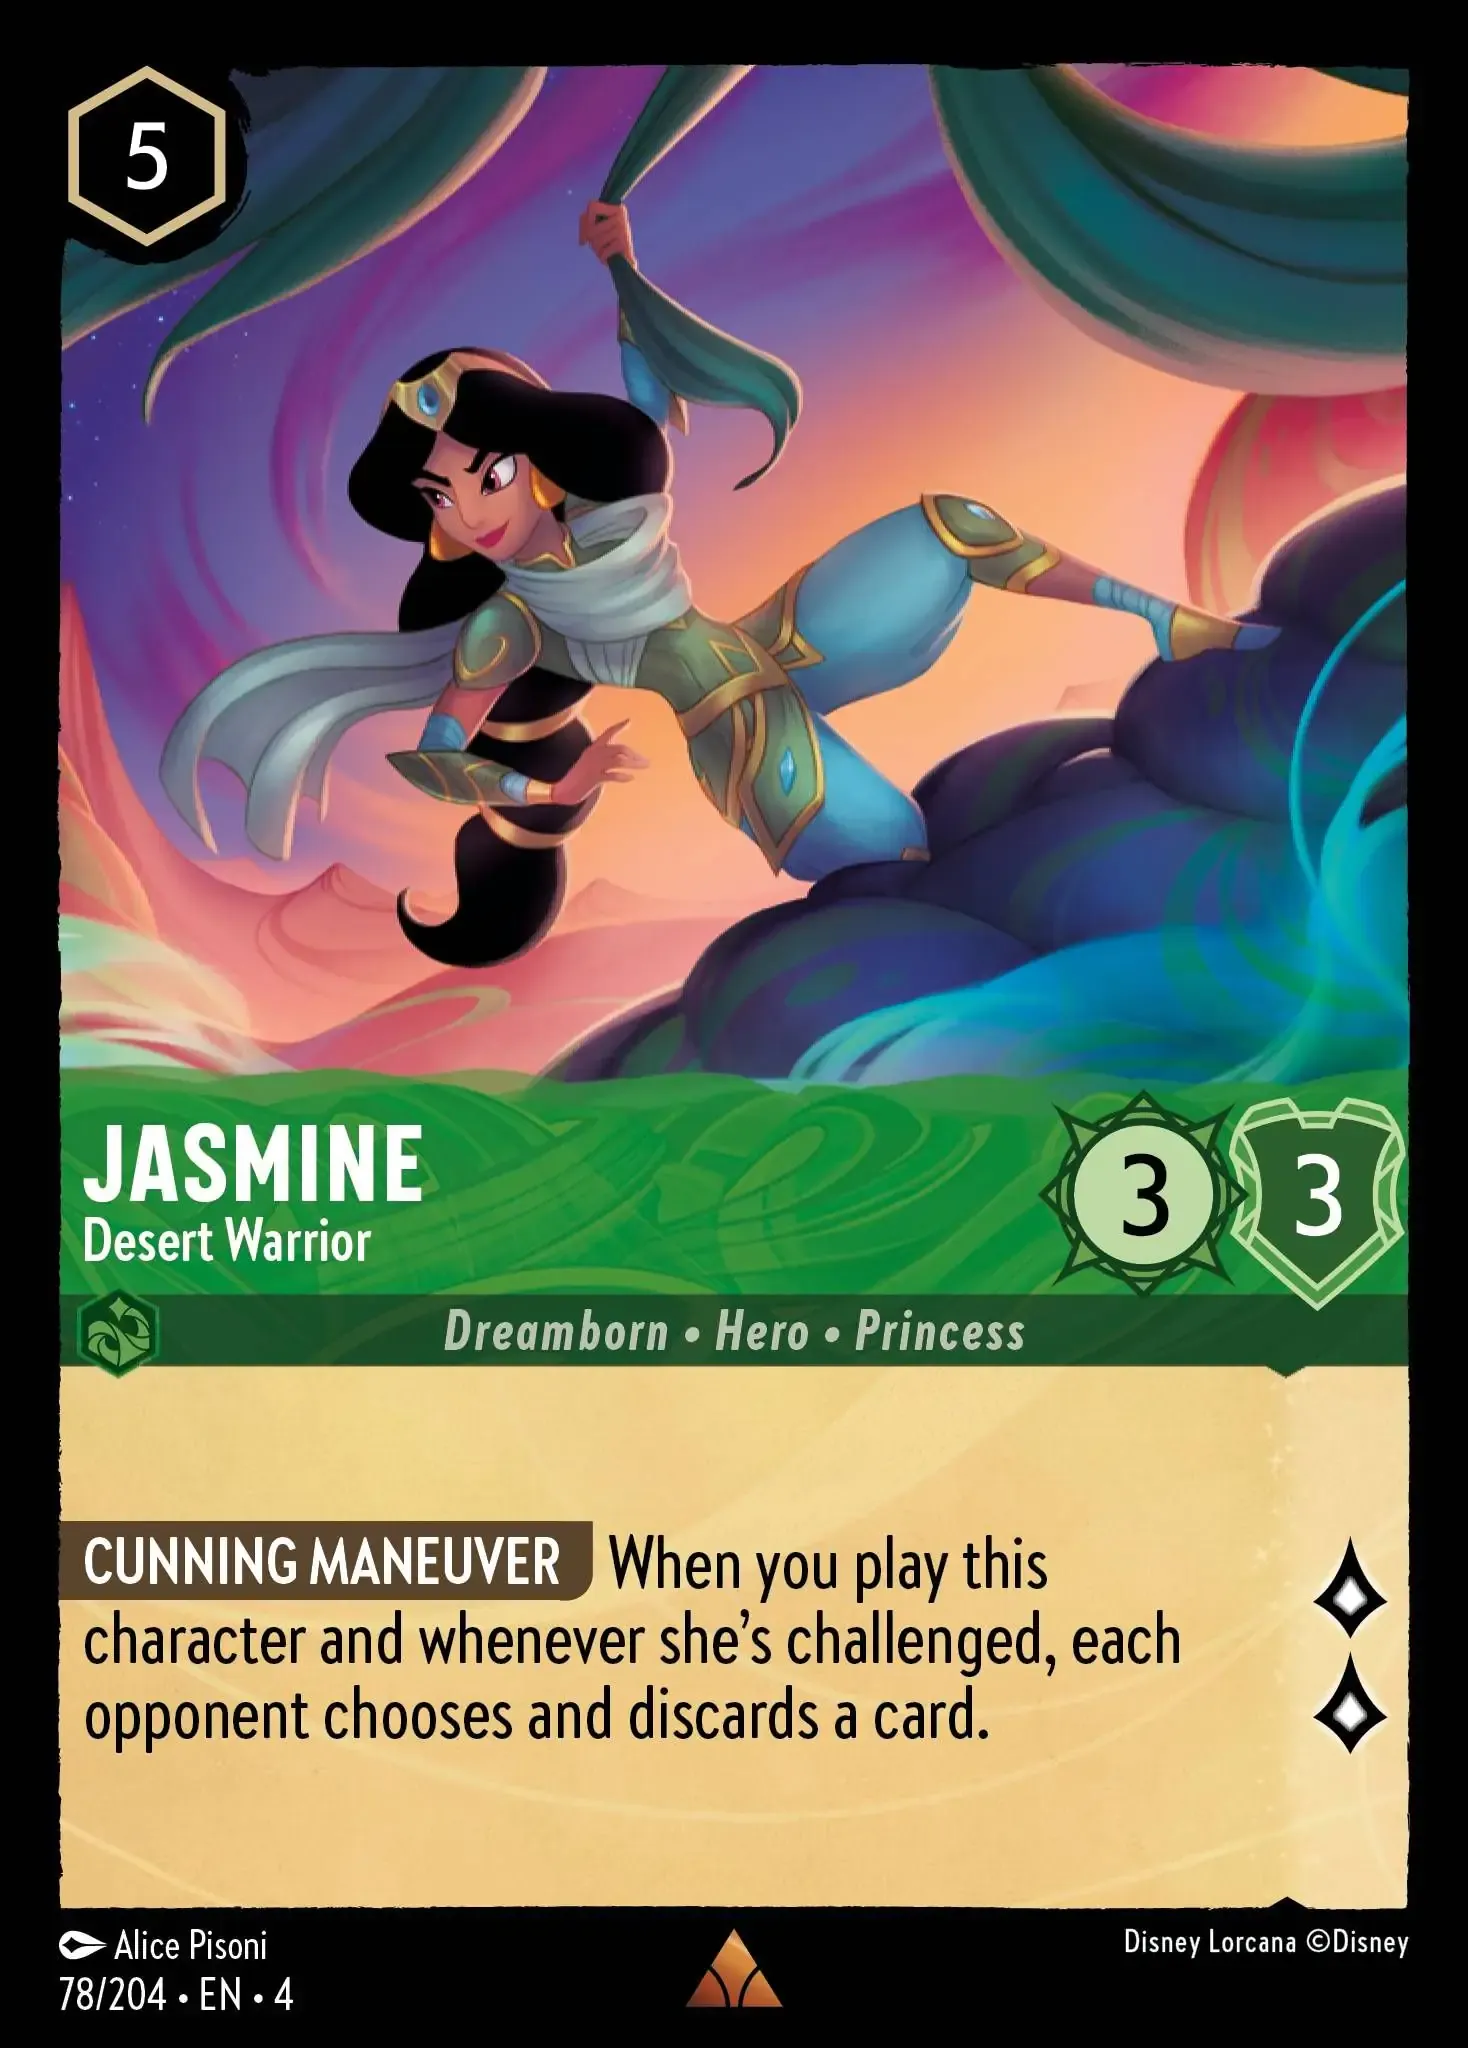 5
JASMINE
Desert Warrior
3 3
Dreamborn • Hero • Princess
CUNNING MANEUVER When you play this
character and whenever she’s challenged, each
opponent chooses and discards a card.
Alice Pisoni
78/204 • EN • 4
Disney Lorcana ©Disney